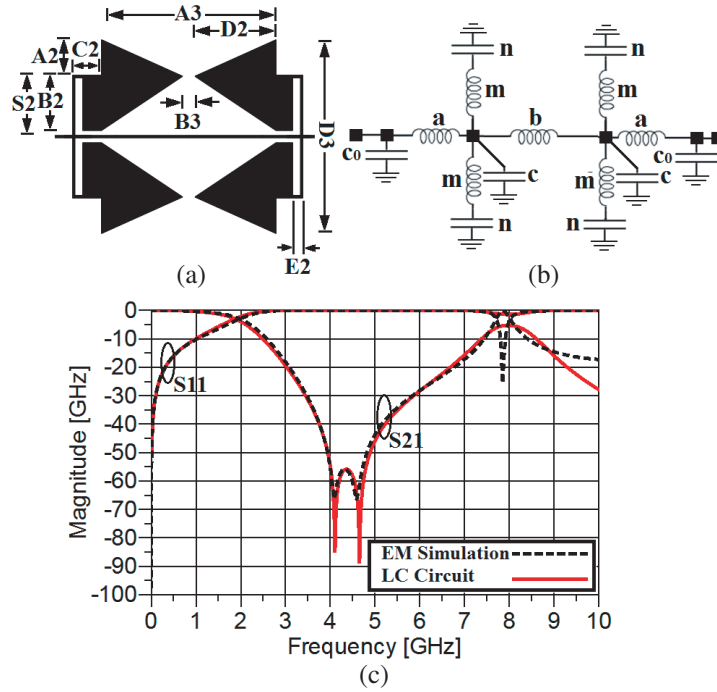 A3
D2
A2
C2
S2
B2
B3
D3
E2
(a)
n
n
m
m
a
b
a
c0
c0
m
c
m
c
n
n
(b)
0
-10
-20
-30
-40
-50
-60
-70
-80
-90
-100
Magnitude [GHz]
S11
S21
EM Simulation
LC Circuit
0 1 2 3 4 5 6 7 8 9 10
Frequency [GHz]
(c)